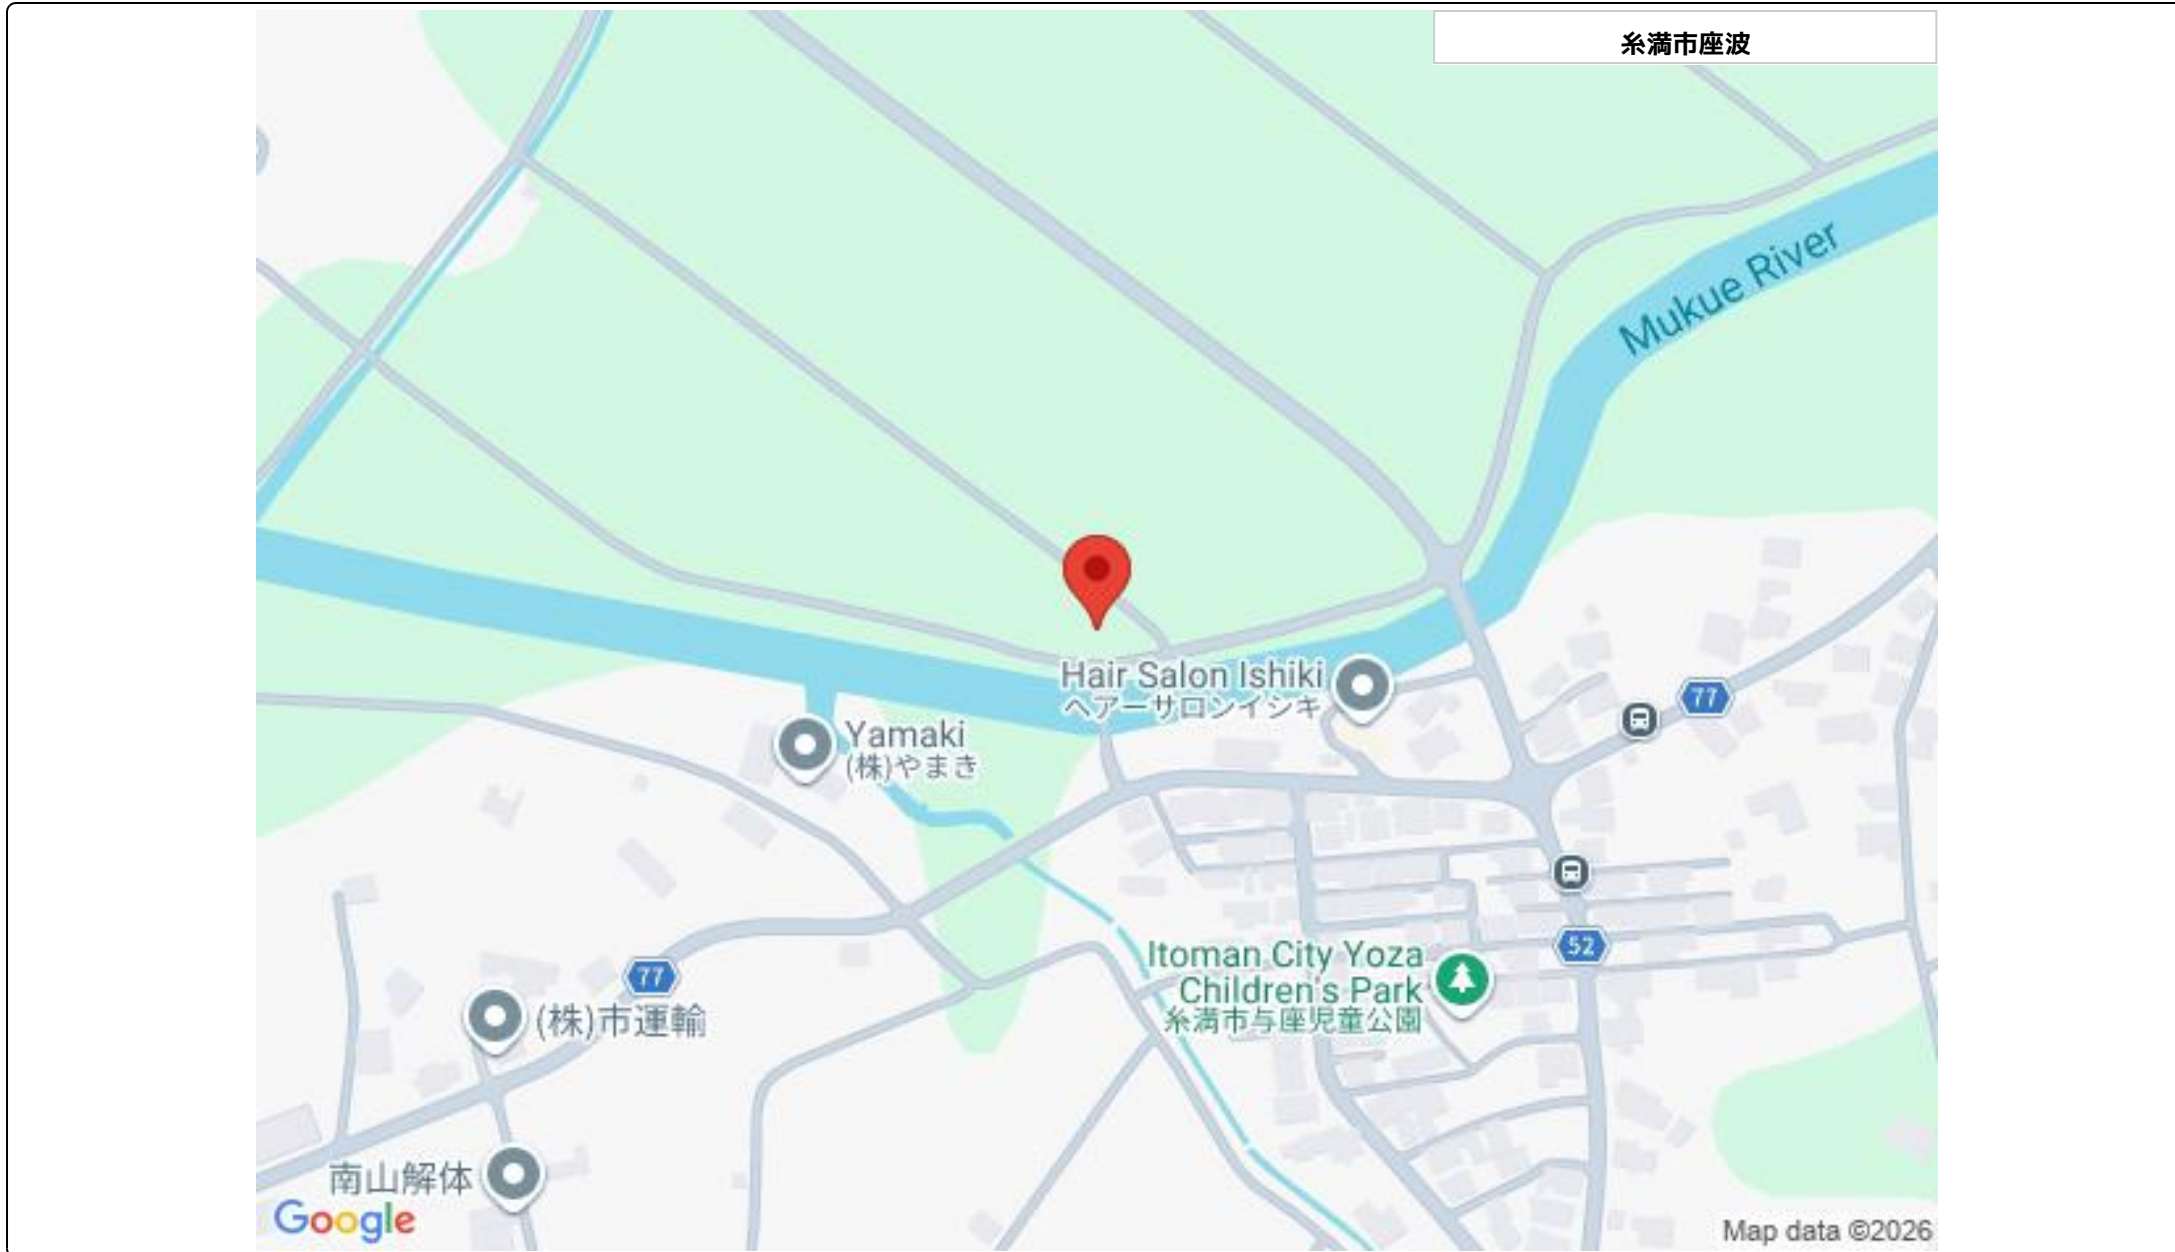 糸満市座波
Mukue River
Hair Salon Ishiki
ヘアーサロンイシキ
77
Yamaki
(株)やまき
52
Itoman City Yoza
Children's Park
糸満市与座児童公園
77
(株)市運輸
南山解体
Google
Map data ©2026